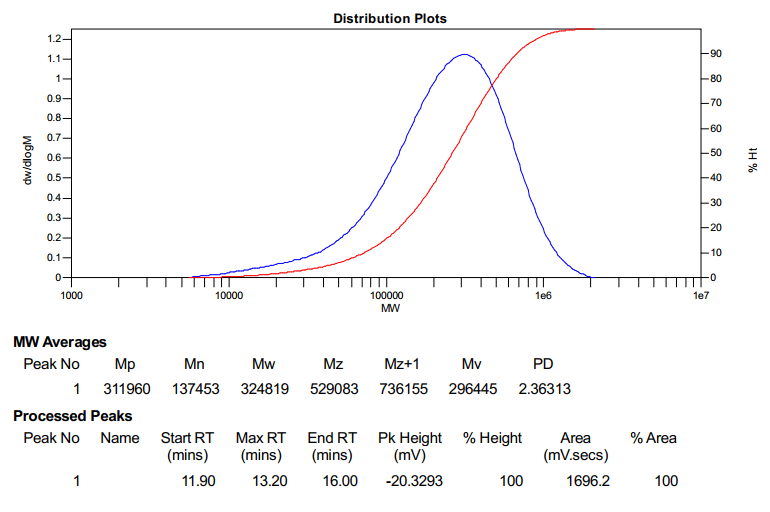 Distribution Plots
1.2
1.1
1
0.9
0.8
0.7
0.6
0.5
0.4
0.3
0.2
0.1
0
dw/dlogM
90
80
70
60
50
40
30
20
10
0
% Ht
1000 10000 100000 1e6 1e7
MW
MW Averages
Peak No Mp Mn Mw Mz Mz+1 Mv PD
1 311960 137453 324819 529083 736155 296445 2.36313
Processed Peaks
Peak No Name Start RT Max RT End RT Pk Height % Height Area % Area
(mins) (mins) (mins) (mV) (mV.secs)
1 11.90 13.20 16.00 -20.3293 100 1696.2 100